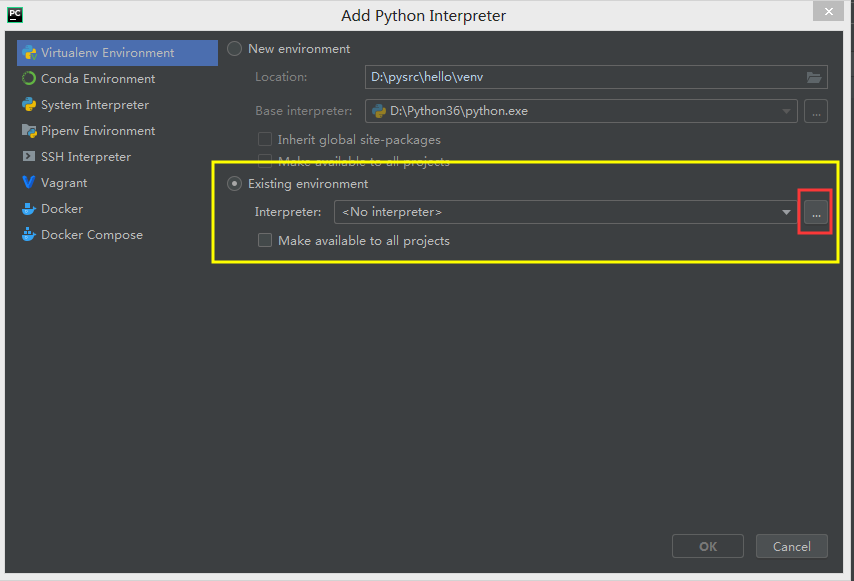 PC
Add Python Interpreter
Virtualenv Environment
Conda Environment
System Interpreter
Pipenv Environment
SSH Interpreter
Vagrant
Docker
Docker Compose
New environment
Location: D:\pysrc\hello\venv
Base interpreter: D:\Python36\python.exe ...
Inherit global site-packages
Make available to all projects
Existing environment
Interpreter: <No interpreter> ...
Make available to all projects
OK Cancel